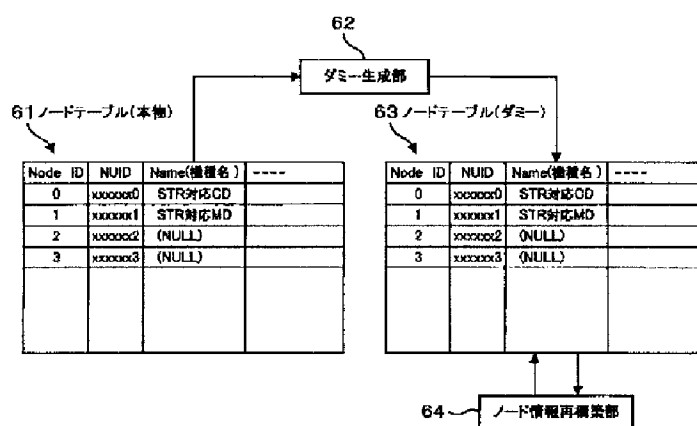 62
ダミー生成部
61 ノードテーブル(本物)
63 ノードテーブル(ダミー)
Node ID NUID Name(機種名) ----
0 xxxxxx0 STR対応CD
1 xxxxxx1 STR対応MD
2 xxxxxx2 (NULL)
3 xxxxxx3 (NULL)
Node ID NUID Name(機種名) ----
0 xxxxxx0 STR対応CD
1 xxxxxx1 STR対応MD
2 xxxxxx2 (NULL)
3 xxxxxx3 (NULL)
64 ノード情報再構築部